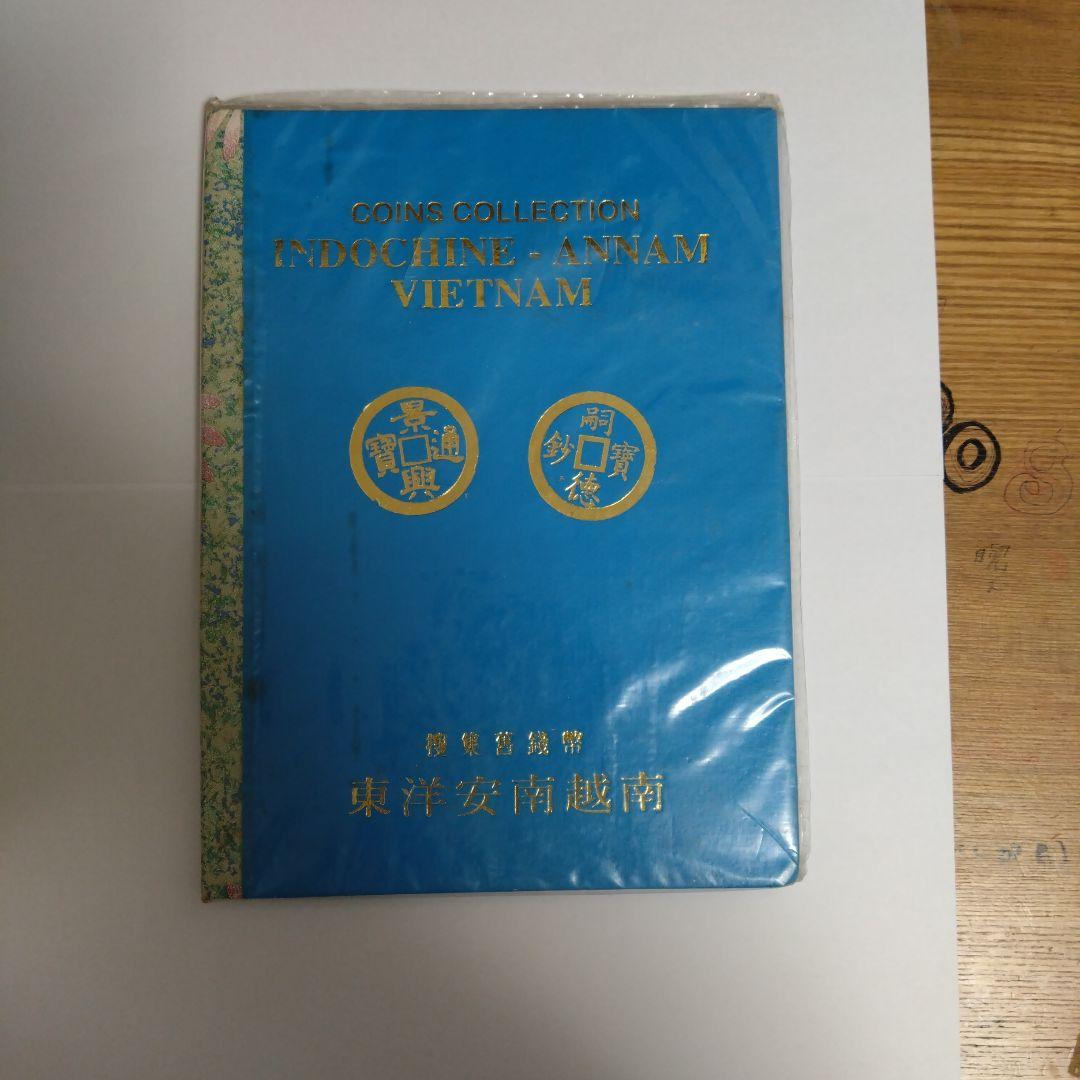 COINS COLLECTION
INDOCHINE - ANNAM
VIETNAM
景興通寶
嗣德寶鈔
搜集舊錢幣
東洋安南越南